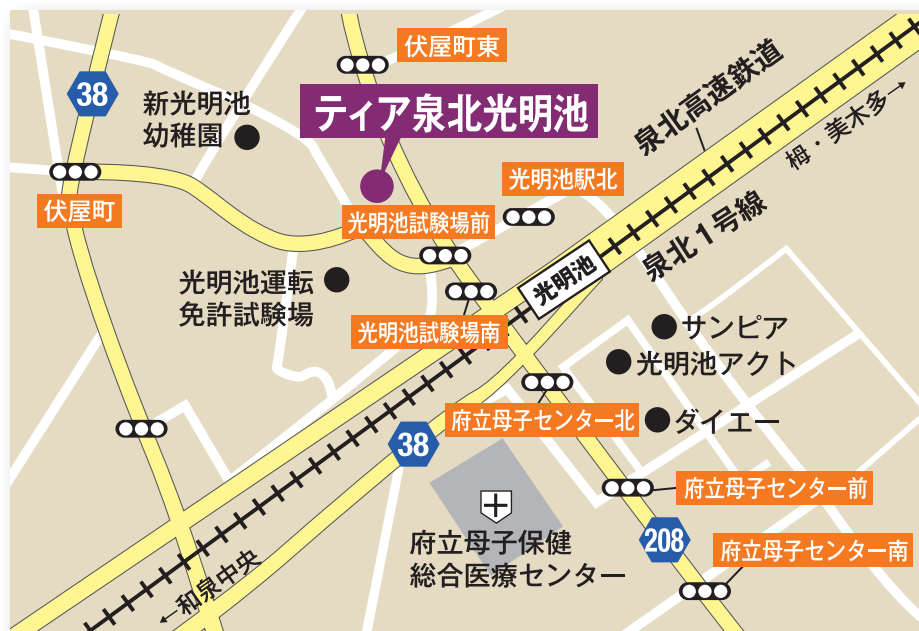 伏屋町東
38
新光明池
幼稚園
ティア泉北光明池
泉北高速鉄道
栂・美木多→
伏屋町
光明池駅北
光明池試験場前
泉北1号線
光明池
光明池運転
免許試験場
光明池試験場南
サンピア
光明池アクト
府立母子センター北
ダイエー
38
府立母子センター前
208
府立母子センター南
府立母子保健
総合医療センター
←和泉中央